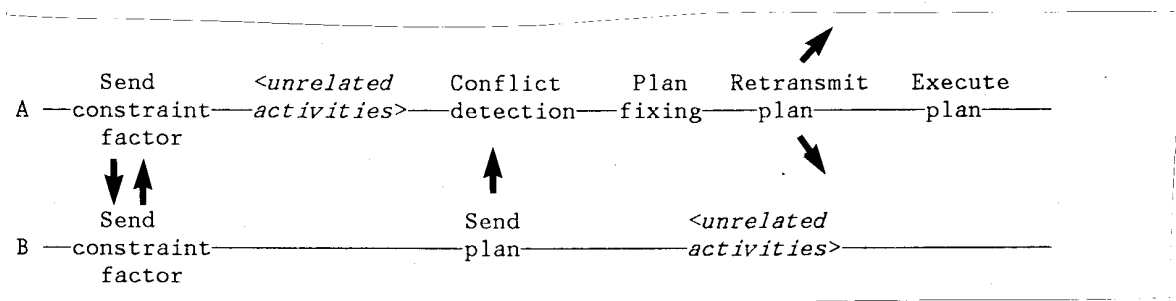 Send <unrelated Conflict Plan Retransmit Execute
A constraint activities> detection fixing plan plan
factor
Send Send <unrelated
B constraint plan activities>
factor